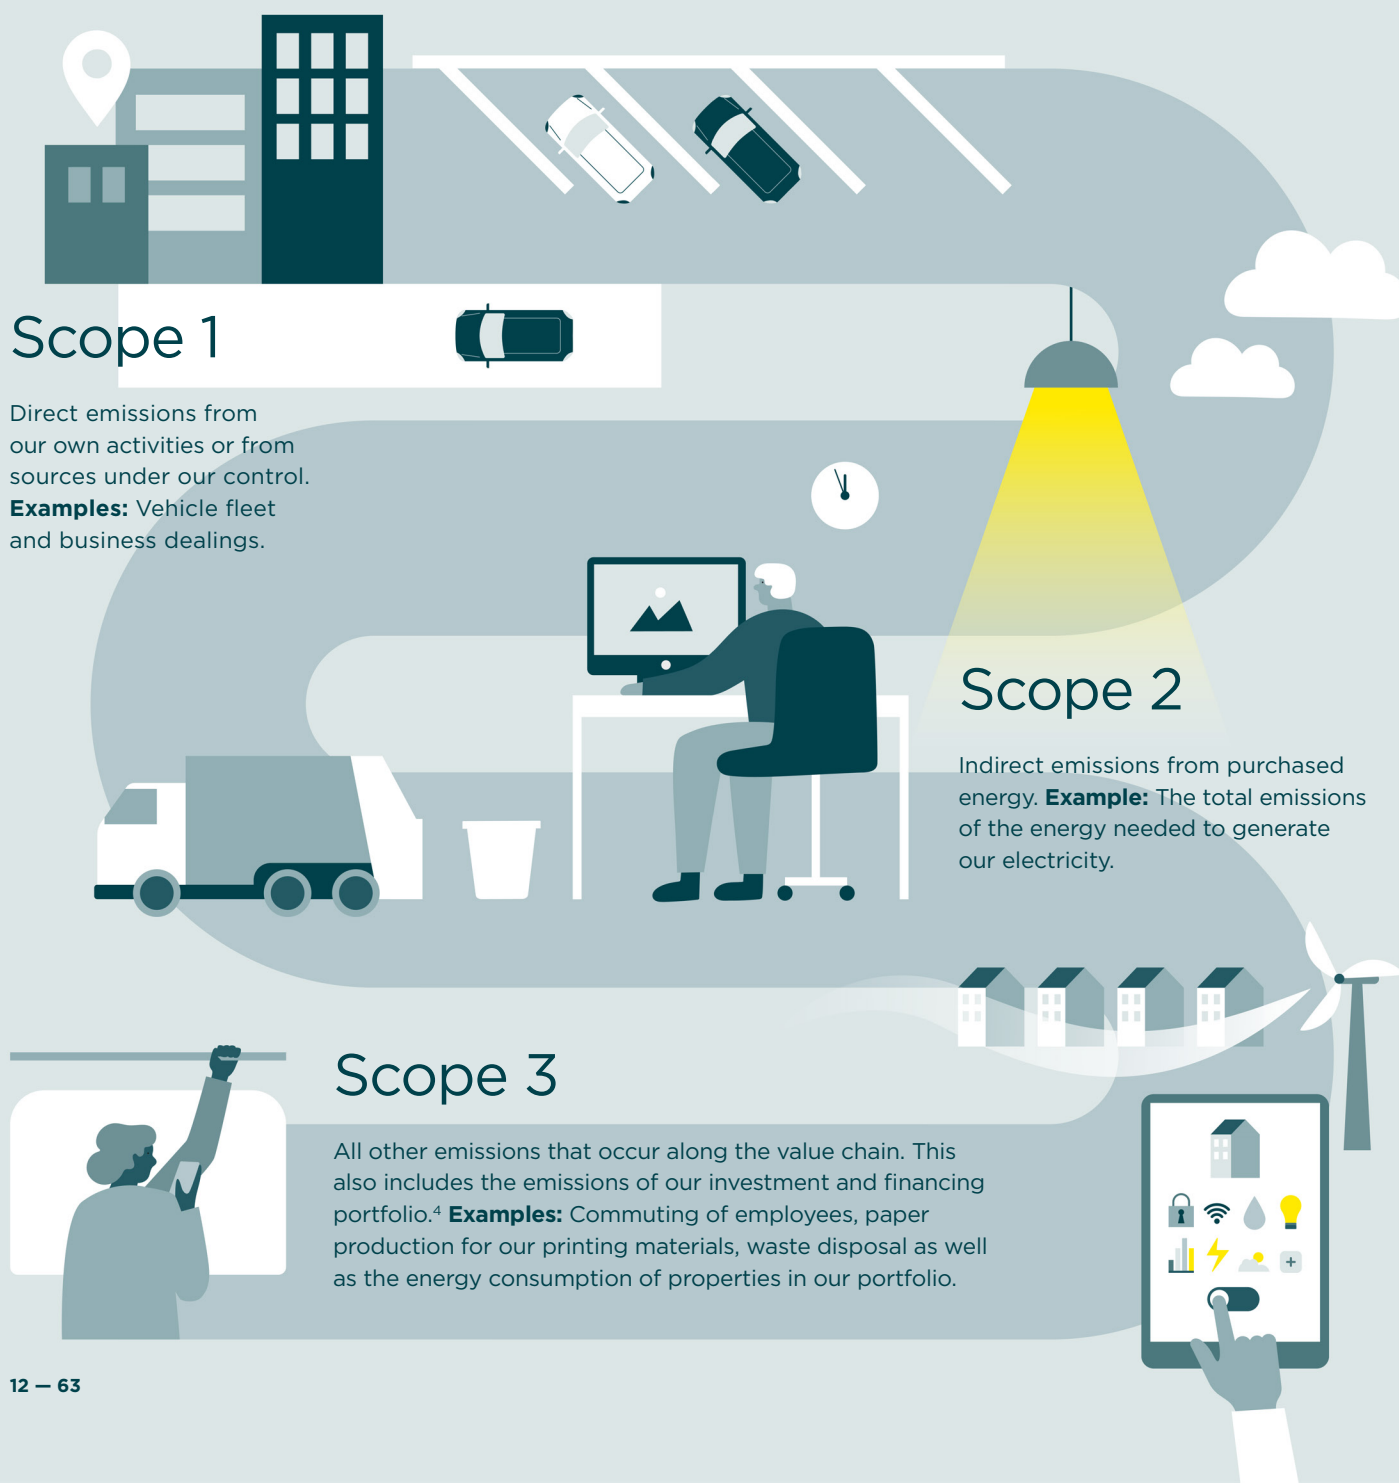 Scope 1
Direct emissions from
our own activities or from
sources under our control.
Examples: Vehicle fleet
and business dealings.
Scope 2
Indirect emissions from purchased
energy. Example: The total emissions
of the energy needed to generate
our electricity.
Scope 3
All other emissions that occur along the value chain. This
also includes the emissions of our investment and financing
portfolio.⁴ Examples: Commuting of employees, paper
production for our printing materials, waste disposal as well
as the energy consumption of properties in our portfolio.
12 — 63